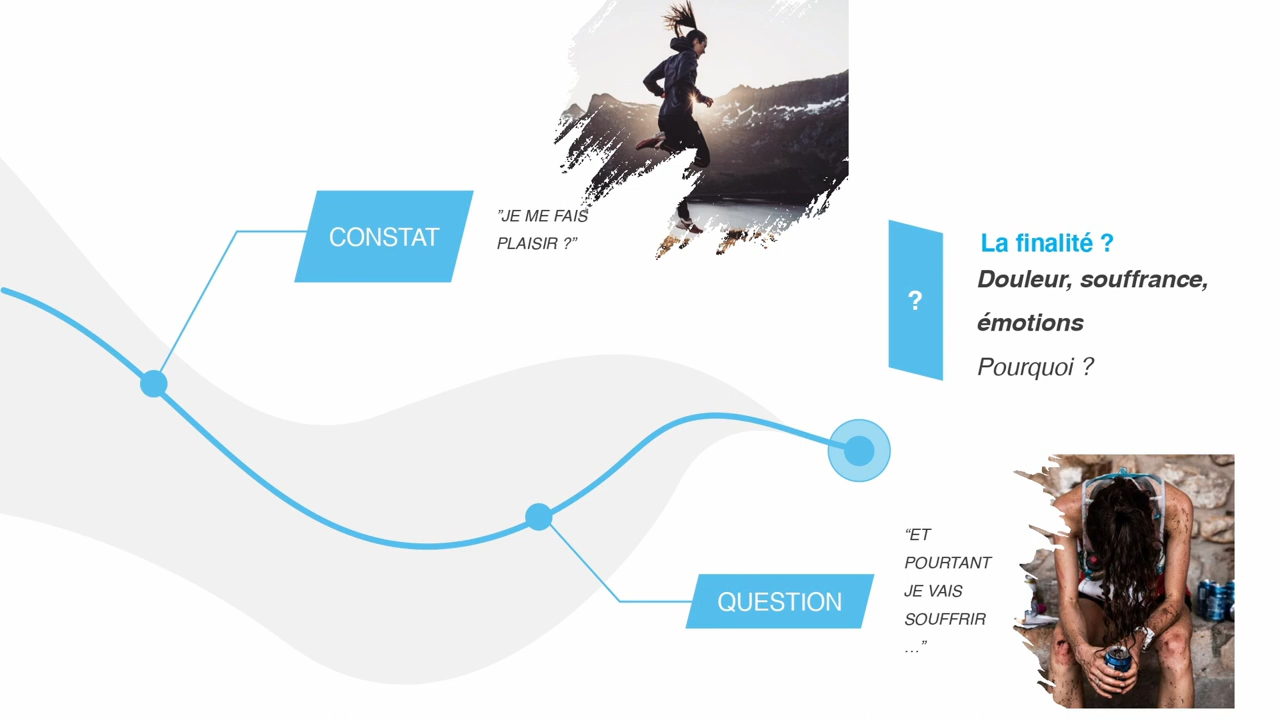 CONSTAT
”JE ME FAIS
PLAISIR ?”
?
La finalité ?
Douleur, souffrance,
émotions
Pourquoi ?
QUESTION
“ET
POURTANT
JE VAIS
SOUFFRIR
…”